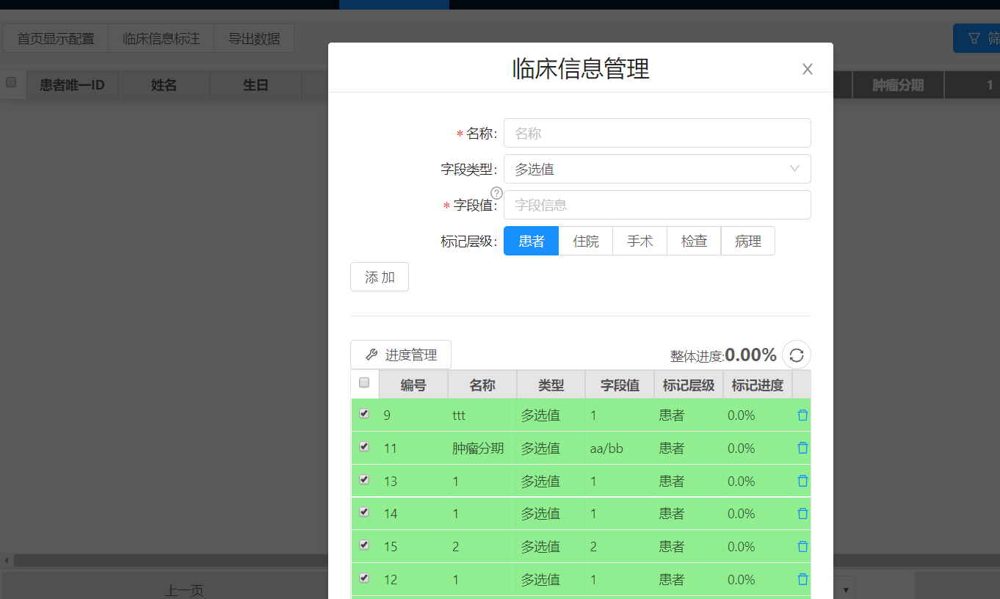 首页显示配置 临床信息标注 导出数据 筛
患者唯一ID 姓名 生日 肿瘤分期 1
临床信息管理
* 名称:
名称
字段类型:
多选值
* 字段值:
?
字段信息
标记层级:
患者 住院 手术 检查 病理
添 加
进度管理
整体进度:0.00%
编号 名称 类型 字段值 标记层级 标记进度
9 ttt 多选值 1 患者 0.0%
11 肿瘤分期 多选值 aa/bb 患者 0.0%
13 1 多选值 1 患者 0.0%
14 1 多选值 1 患者 0.0%
15 2 多选值 2 患者 0.0%
12 1 多选值 1 患者 0.0%
上一页